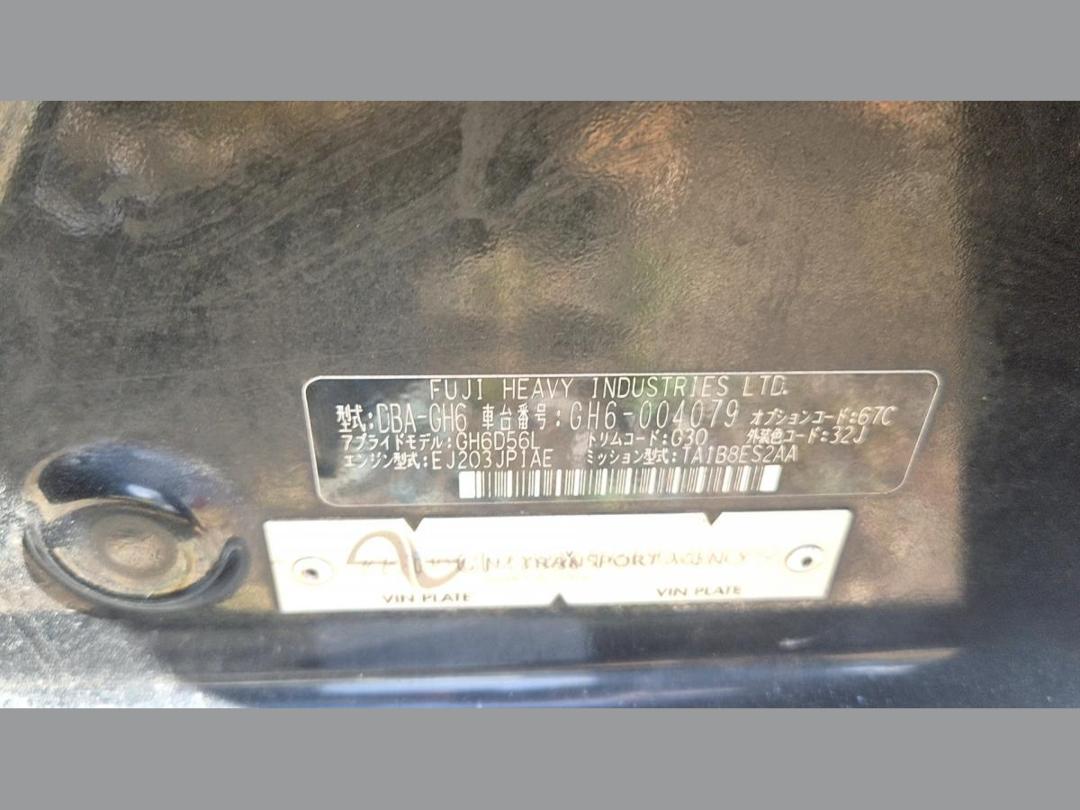 FUJI HEAVY INDUSTRIES LTD.
型式:DBA-GH6 車台番号:GH6-004079 オプションコード:67C
アプライドモデル:GH6D56L トリムコード:G30 外装色コード:32J
エンジン型式:EJ203JPIAE ミッション型式:TA1B8ES2AA
NZ TRANSPORT AGENCY
VIN PLATE VIN PLATE